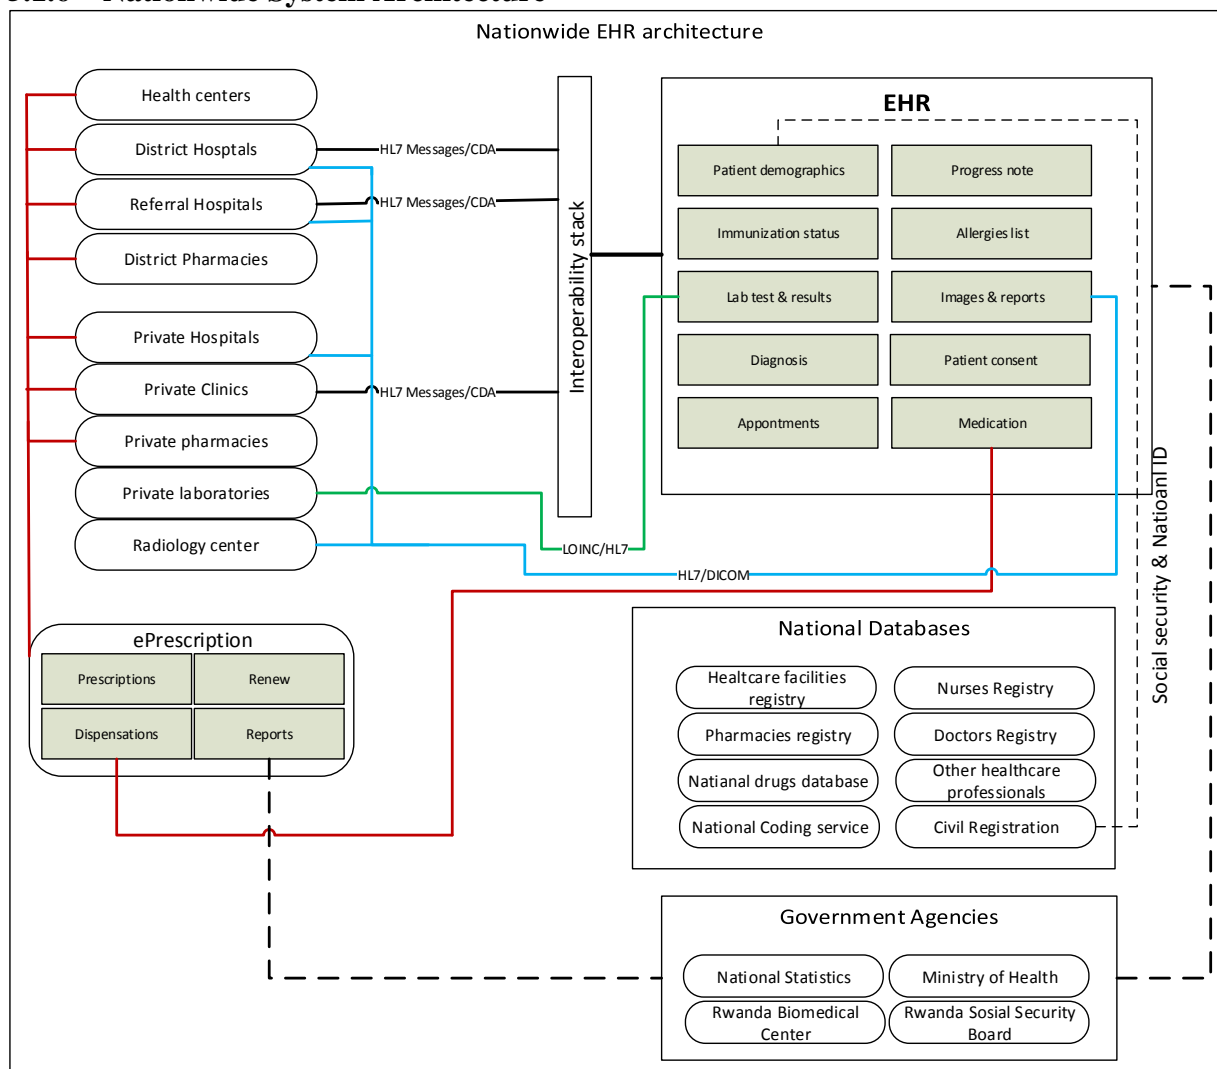 Nationwide EHR architecture
Health centers
District Hosptals
Referral Hospitals
District Pharmacies
Private Hospitals
Private Clinics
Private pharmacies
Private laboratories
Radiology center
HL7 Messages/CDA
HL7 Messages/CDA
HL7 Messages/CDA
Interoperability stack
EHR
Patient demographics
Progress note
Immunization status
Allergies list
Lab test & results
Images & reports
Diagnosis
Patient consent
Appontments
Medication
Social security & Natioanl ID
LOINC/HL7
HL7/DICOM
ePrescription
Prescriptions
Renew
Dispensations
Reports
National Databases
Healtcare facilities
registry
Nurses Registry
Pharmacies registry
Doctors Registry
Natianal drugs database
Other healthcare
professionals
National Coding service
Civil Registration
Government Agencies
National Statistics
Ministry of Health
Rwanda Biomedical
Center
Rwanda Sosial Security
Board